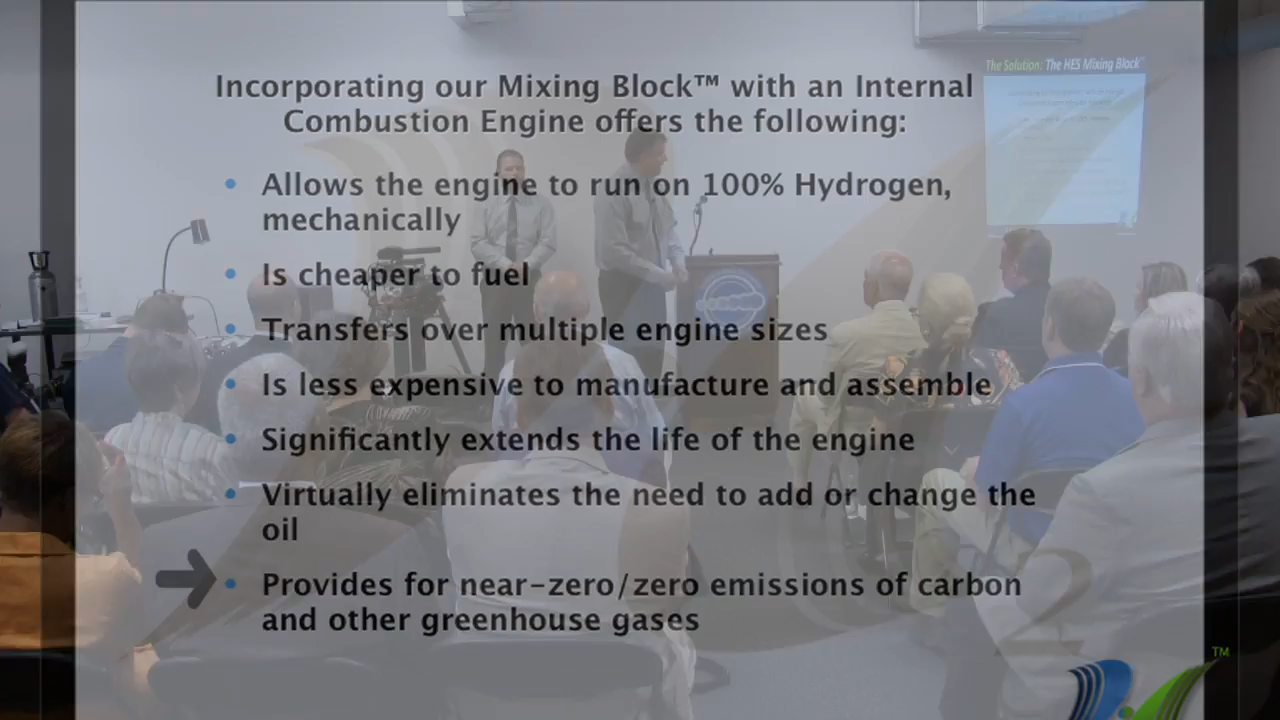 The Solution: The HES Mixing Block™
Incorporating our Mixing Block™ with an Internal
Combustion Engine offers the following:
• Allows the engine to run on 100% Hydrogen,
mechanically
• Is cheaper to fuel
• Transfers over multiple engine sizes
• Is less expensive to manufacture and assemble
• Significantly extends the life of the engine
• Virtually eliminates the need to add or change the
oil
• Provides for near-zero/zero emissions of carbon
and other greenhouse gases
2
TM